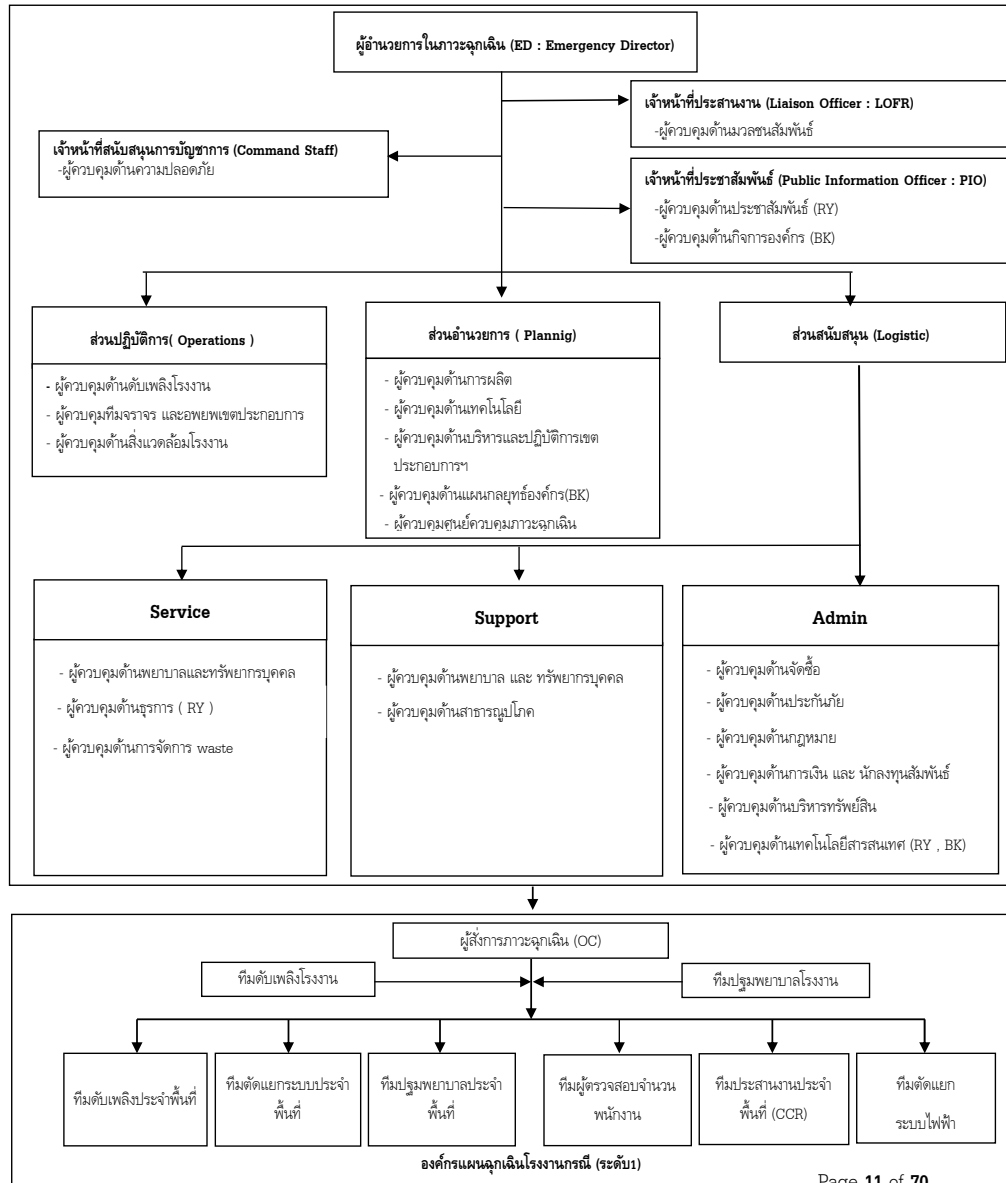 ผู้อำนวยการในภาวะฉุกเฉิน (ED : Emergency Director)
เจ้าหน้าที่ประสานงาน (Liaison Officer : LOFR)
-ผู้ควบคุมด้านมวลชนสัมพันธ์
เจ้าหน้าที่สนับสนุนการบัญชาการ (Command Staff)
-ผู้ควบคุมด้านความปลอดภัย
เจ้าหน้าที่ประชาสัมพันธ์ (Public Information Officer : PIO)
-ผู้ควบคุมด้านประชาสัมพันธ์ (RY)
-ผู้ควบคุมด้านกิจการองค์กร (BK)
ส่วนปฏิบัติการ( Operations )
- ผู้ควบคุมด้านดับเพลิงโรงงาน
- ผู้ควบคุมทีมจราจร และอพยพเขตประกอบการ
- ผู้ควบคุมด้านสิ่งแวดล้อมโรงงาน
ส่วนอำนวยการ ( Plannig)
- ผู้ควบคุมด้านการผลิต
- ผู้ควบคุมด้านเทคโนโลยี
- ผู้ควบคุมด้านบริหารและปฏิบัติการเขต
ประกอบการฯ
- ผู้ควบคุมด้านแผนกลยุทธ์องค์กร(BK)
- ผู้ควบคุมศูนย์ควบคุมภาวะฉุกเฉิน
ส่วนสนับสนุน (Logistic)
Service
- ผู้ควบคุมด้านพยาบาลและทรัพยากรบุคคล
- ผู้ควบคุมด้านธุรการ ( RY )
- ผู้ควบคุมด้านการจัดการ waste
Support
- ผู้ควบคุมด้านพยาบาล และ ทรัพยากรบุคคล
- ผู้ควบคุมด้านสาธารณูปโภค
Admin
- ผู้ควบคุมด้านจัดซื้อ
- ผู้ควบคุมด้านประกันภัย
- ผู้ควบคุมด้านกฎหมาย
- ผู้ควบคุมด้านการเงิน และ นักลงทุนสัมพันธ์
- ผู้ควบคุมด้านบริหารทรัพย์สิน
- ผู้ควบคุมด้านเทคโนโลยีสารสนเทศ (RY , BK)
ผู้สั่งการภาวะฉุกเฉิน (OC)
ทีมดับเพลิงโรงงาน
ทีมปฐมพยาบาลโรงงาน
ทีมดับเพลิงประจำพื้นที่
ทีมตัดแยกระบบประจำ
พื้นที่
ทีมปฐมพยาบาลประจำ
พื้นที่
ทีมผู้ตรวจสอบจำนวน
พนักงาน
ทีมประสานงานประจำ
พื้นที่ (CCR)
ทีมตัดแยก
ระบบไฟฟ้า
องค์กรแผนฉุกเฉินโรงงานกรณี (ระดับ1)
Page 11 of 70